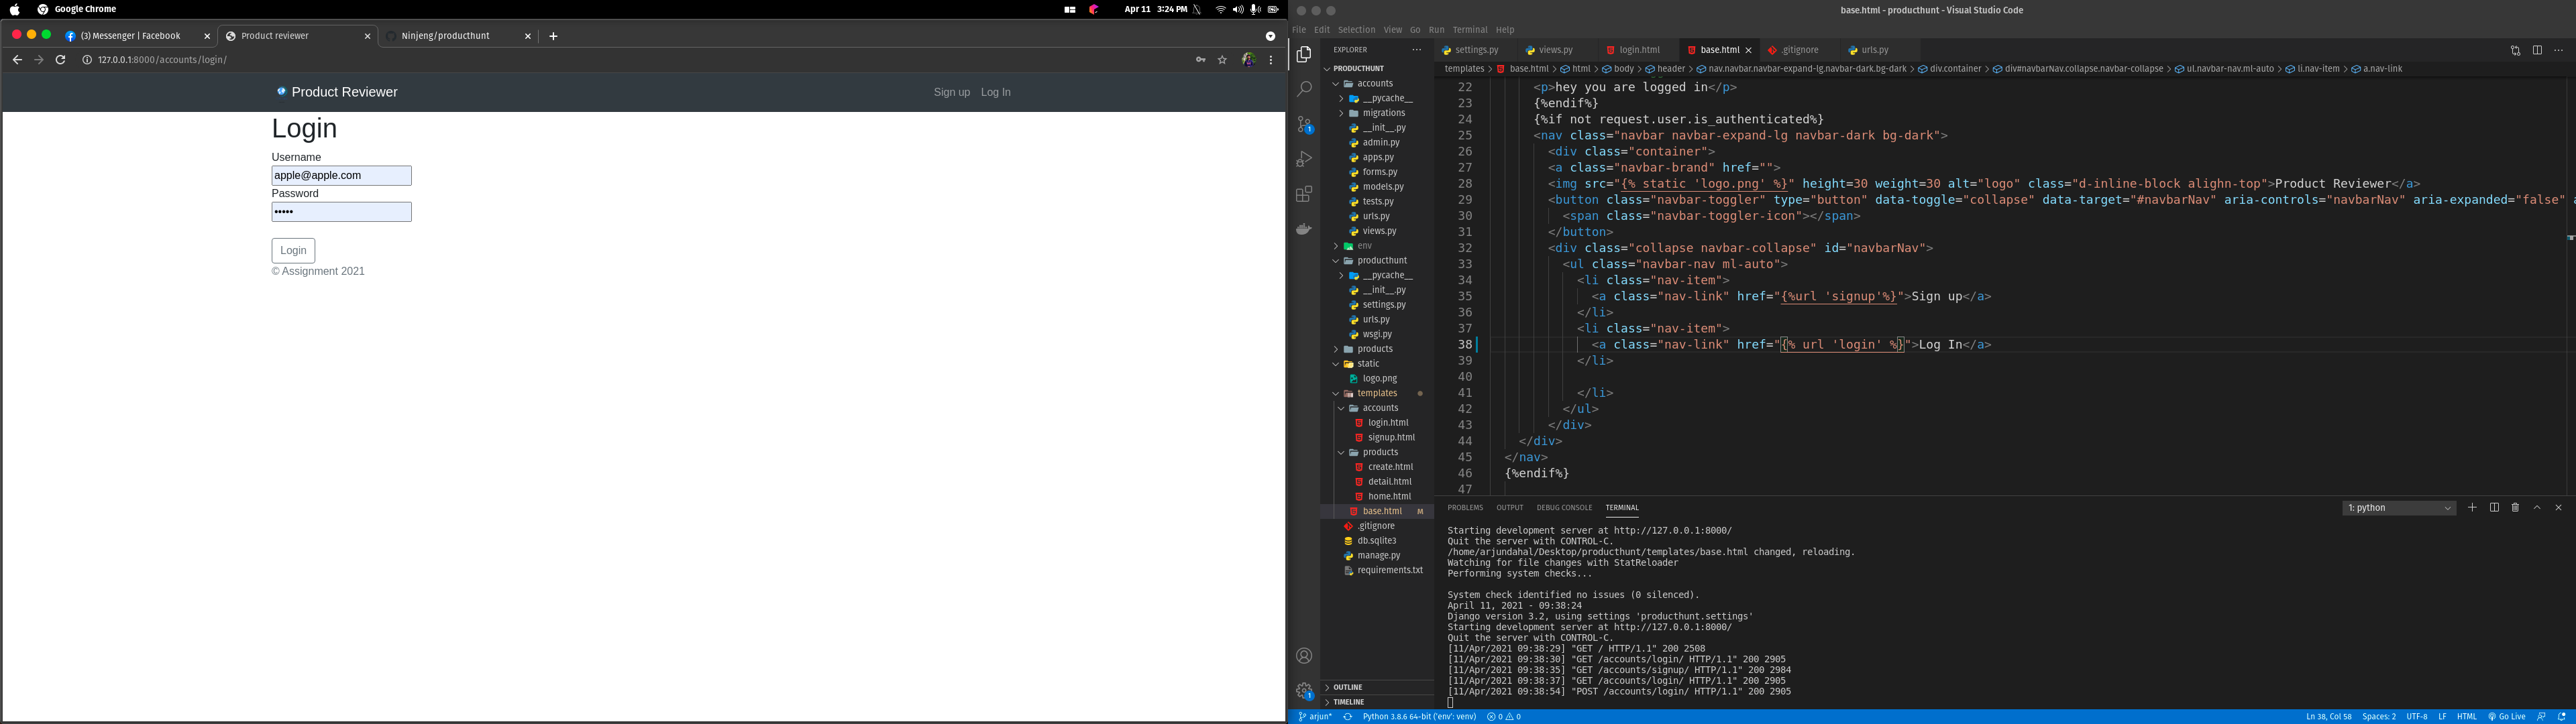 Google Chrome
Apr 11 3:24 PM
(3) Messenger | Facebook
Product reviewer
Ninjeng/producthunt
127.0.0.1:8000/accounts/login/
Product Reviewer
Sign up
Log In
Login
Username
apple@apple.com
Password
•••••
Login
© Assignment 2021
base.html - producthunt - Visual Studio Code
File Edit Selection View Go Run Terminal Help
EXPLORER
settings.py
views.py
login.html
base.html
.gitignore
urls.py
PRODUCTHUNT
templates > base.html > html > body > header > nav.navbar.navbar-expand-lg.navbar-dark.bg-dark > div.container > div#navbarNav.collapse.navbar-collapse > ul.navbar-nav.ml-auto > li.nav-item > a.nav-link
accounts
__pycache__
migrations
__init__.py
admin.py
apps.py
forms.py
models.py
tests.py
urls.py
views.py
env
producthunt
__pycache__
__init__.py
settings.py
urls.py
wsgi.py
products
static
logo.png
templates
accounts
login.html
signup.html
products
create.html
detail.html
home.html
base.html M
.gitignore
db.sqlite3
manage.py
requirements.txt
OUTLINE
TIMELINE
22 <p>hey you are logged in</p>
23 {%endif%}
24 {%if not request.user.is_authenticated%}
25 <nav class="navbar navbar-expand-lg navbar-dark bg-dark">
26 <div class="container">
27 <a class="navbar-brand" href="">
28 <img src="{% static 'logo.png' %}" height=30 weight=30 alt="logo" class="d-inline-block alighn-top">Product Reviewer</a>
29 <button class="navbar-toggler" type="button" data-toggle="collapse" data-target="#navbarNav" aria-controls="navbarNav" aria-expanded="false"
30 <span class="navbar-toggler-icon"></span>
31 </button>
32 <div class="collapse navbar-collapse" id="navbarNav">
33 <ul class="navbar-nav ml-auto">
34 <li class="nav-item">
35 <a class="nav-link" href="{%url 'signup'%}">Sign up</a>
36 </li>
37 <li class="nav-item">
38 <a class="nav-link" href="{% url 'login' %}">Log In</a>
39 </li>
40
41 </li>
42 </ul>
43 </div>
44 </div>
45 </nav>
46 {%endif%}
47
PROBLEMS OUTPUT DEBUG CONSOLE TERMINAL
1: python
Starting development server at http://127.0.0.1:8000/
Quit the server with CONTROL-C.
/home/arjundahal/Desktop/producthunt/templates/base.html changed, reloading.
Watching for file changes with StatReloader
Performing system checks...
System check identified no issues (0 silenced).
April 11, 2021 - 09:38:24
Django version 3.2, using settings 'producthunt.settings'
Starting development server at http://127.0.0.1:8000/
Quit the server with CONTROL-C.
[11/Apr/2021 09:38:29] "GET / HTTP/1.1" 200 2508
[11/Apr/2021 09:38:30] "GET /accounts/login/ HTTP/1.1" 200 2905
[11/Apr/2021 09:38:35] "GET /accounts/signup/ HTTP/1.1" 200 2984
[11/Apr/2021 09:38:37] "GET /accounts/login/ HTTP/1.1" 200 2905
[11/Apr/2021 09:38:54] "POST /accounts/login/ HTTP/1.1" 200 2905
arjun* Python 3.8.6 64-bit ('env': venv) 0 0
Ln 38, Col 58 Spaces: 2 UTF-8 LF HTML Go Live